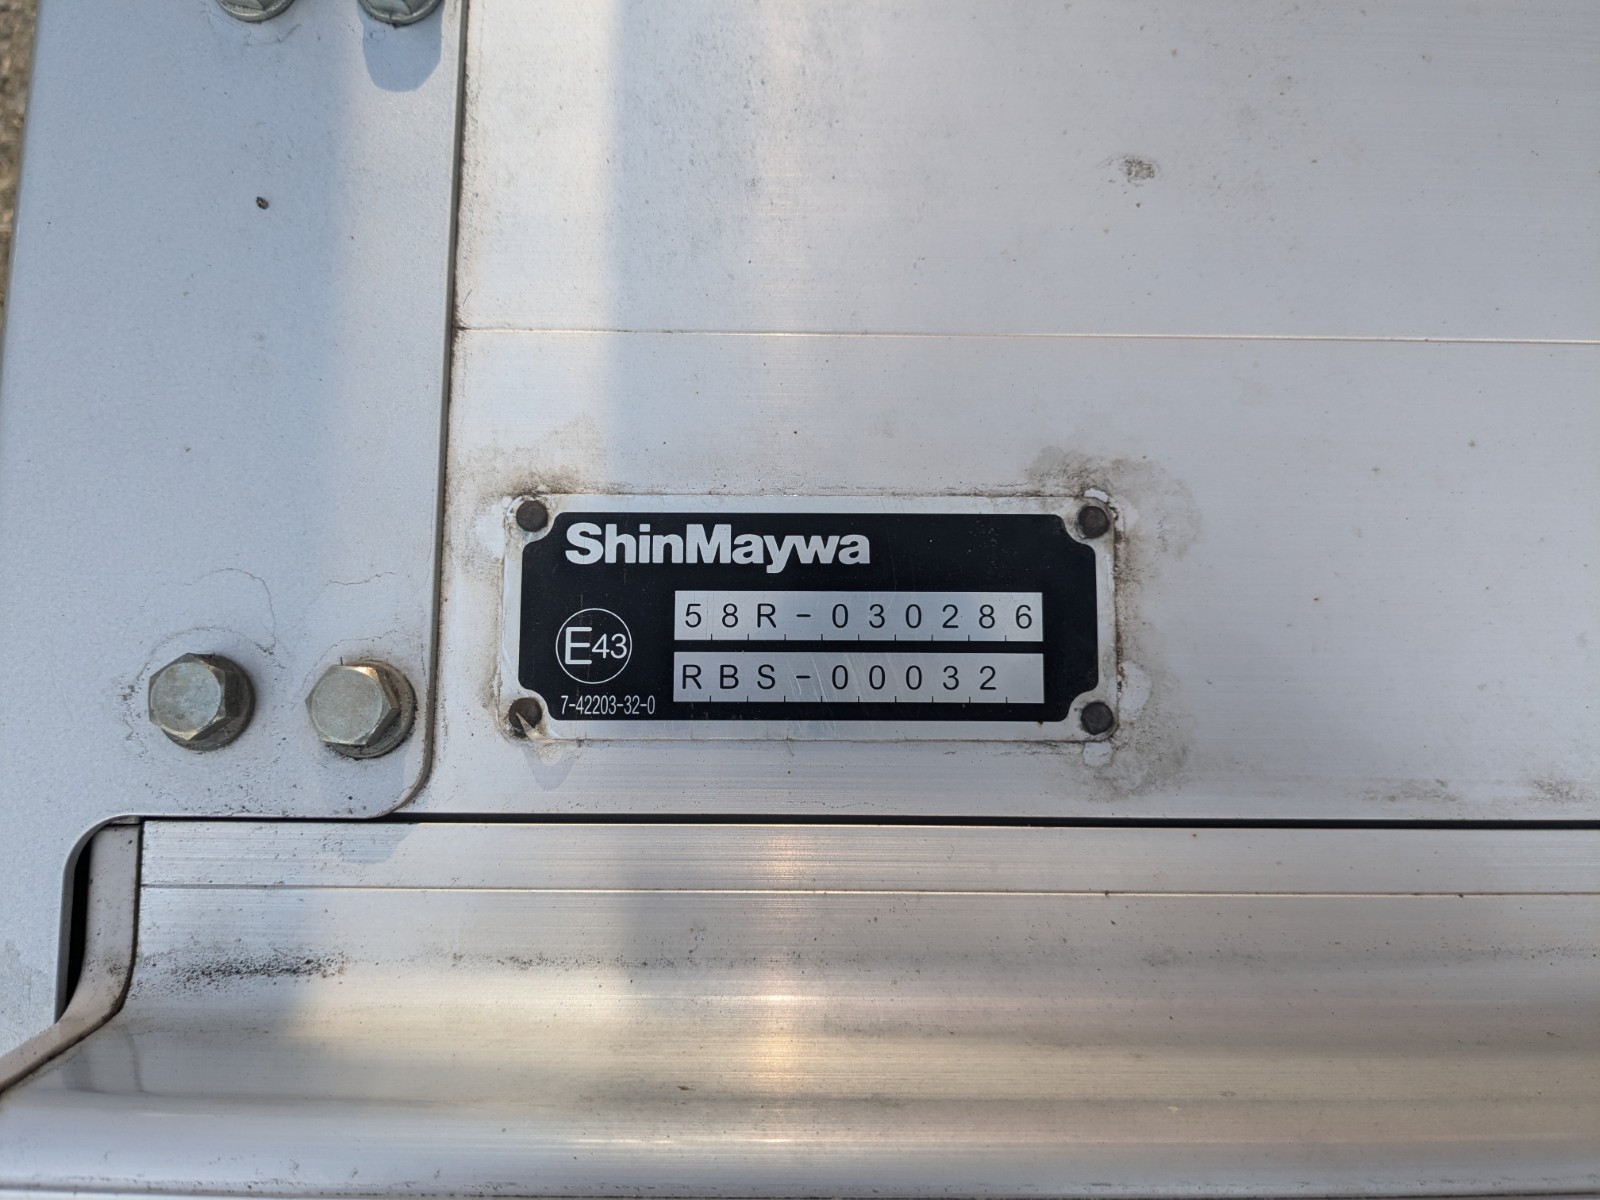 ShinMaywa
58R-030286
E43
RBS-00032
7-42203-32-0